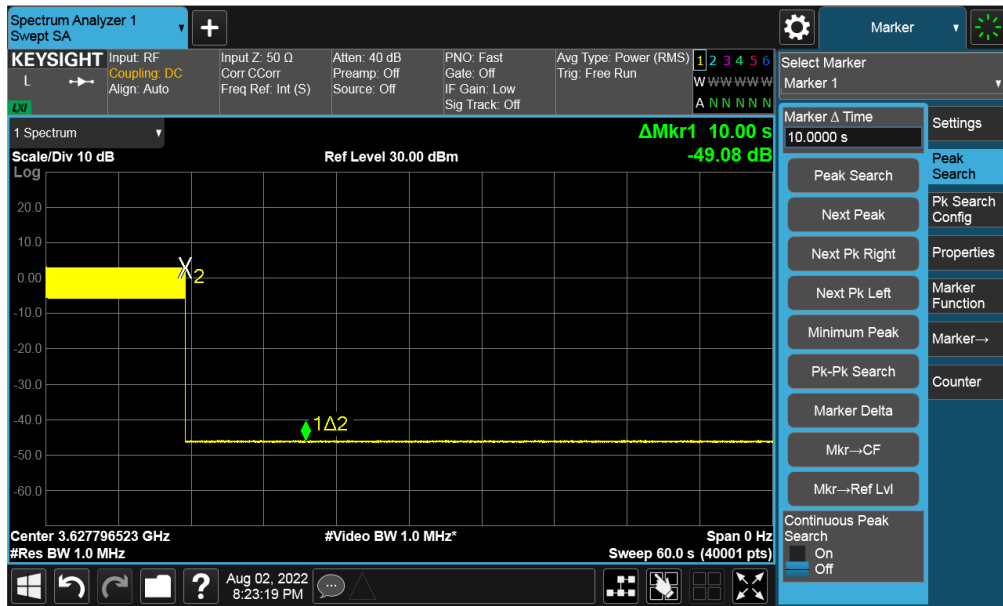 Spectrum Analyzer 1
Swept SA
+
Marker
KEYSIGHT
L
LXI
Input: RF
Coupling: DC
Align: Auto
Input Z: 50 Ω
Corr CCorr
Freq Ref: Int (S)
Atten: 40 dB
Preamp: Off
Source: Off
PNO: Fast
Gate: Off
IF Gain: Low
Sig Track: Off
Avg Type: Power (RMS)
Trig: Free Run
1 2 3 4 5 6
W W W W W W
A N N N N N
Select Marker
Marker 1
1 Spectrum
ΔMkr1 10.00 s
Scale/Div 10 dB
Ref Level 30.00 dBm
-49.08 dB
Log
20.0
10.0
0.00
-10.0
-20.0
-30.0
-40.0
-50.0
-60.0
X2
1Δ2
Center 3.627796523 GHz
#Video BW 1.0 MHz*
Span 0 Hz
#Res BW 1.0 MHz
Sweep 60.0 s (40001 pts)
Marker Δ Time
10.0000 s
Peak Search
Next Peak
Next Pk Right
Next Pk Left
Minimum Peak
Pk-Pk Search
Marker Delta
Mkr→CF
Mkr→Ref Lvl
Continuous Peak
Search
On
Off
Settings
Peak
Search
Pk Search
Config
Properties
Marker
Function
Marker→
Counter
?
Aug 02, 2022
8:23:19 PM